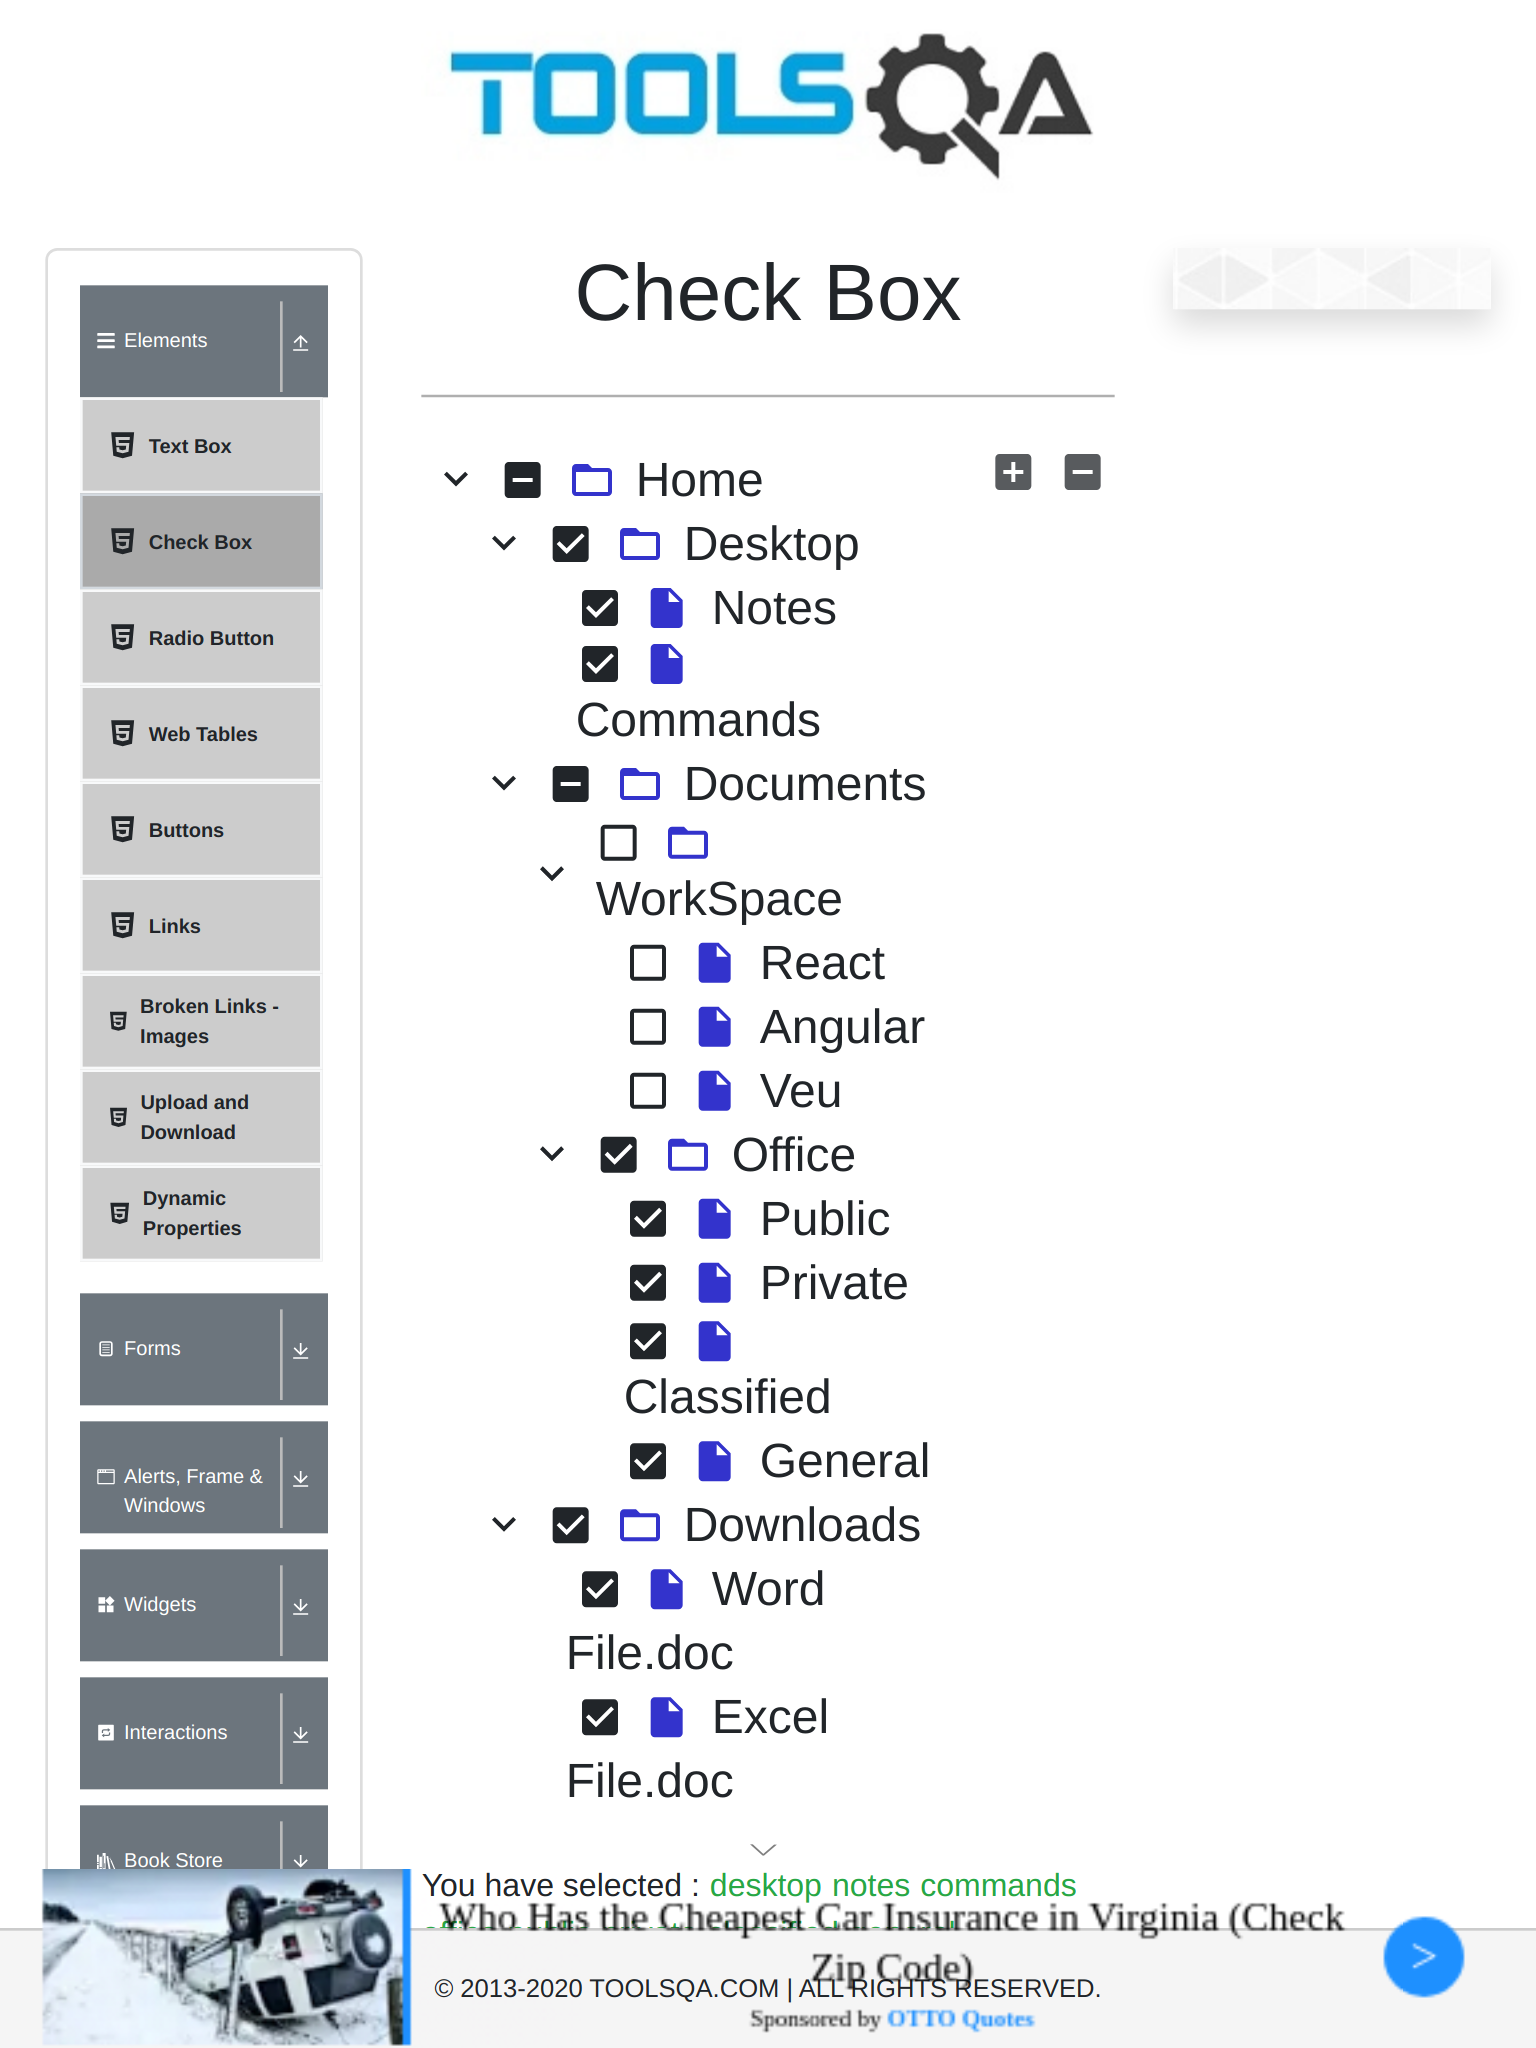 TOOLSQA
Elements
Text Box
Check Box
Radio Button
Web Tables
Buttons
Links
Broken Links -
Images
Upload and
Download
Dynamic
Properties
Forms
Alerts, Frame &
Windows
Widgets
Interactions
Book Store
Check Box
Home
Desktop
Notes
Commands
Documents
WorkSpace
React
Angular
Veu
Office
Public
Private
Classified
General
Downloads
Word
File.doc
Excel
File.doc
You have selected : desktop notes commands
Who Has the Cheapest Car Insurance in Virginia (Check
Zip Code)
© 2013-2020 TOOLSQA.COM | ALL RIGHTS RESERVED.
Sponsored by OTTO Quotes